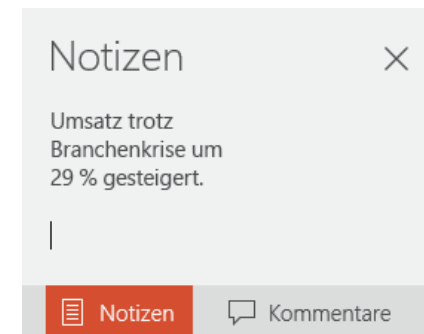 Notizen
Umsatz trotz
Branchenkrise um
29 % gesteigert.
Notizen
Kommentare